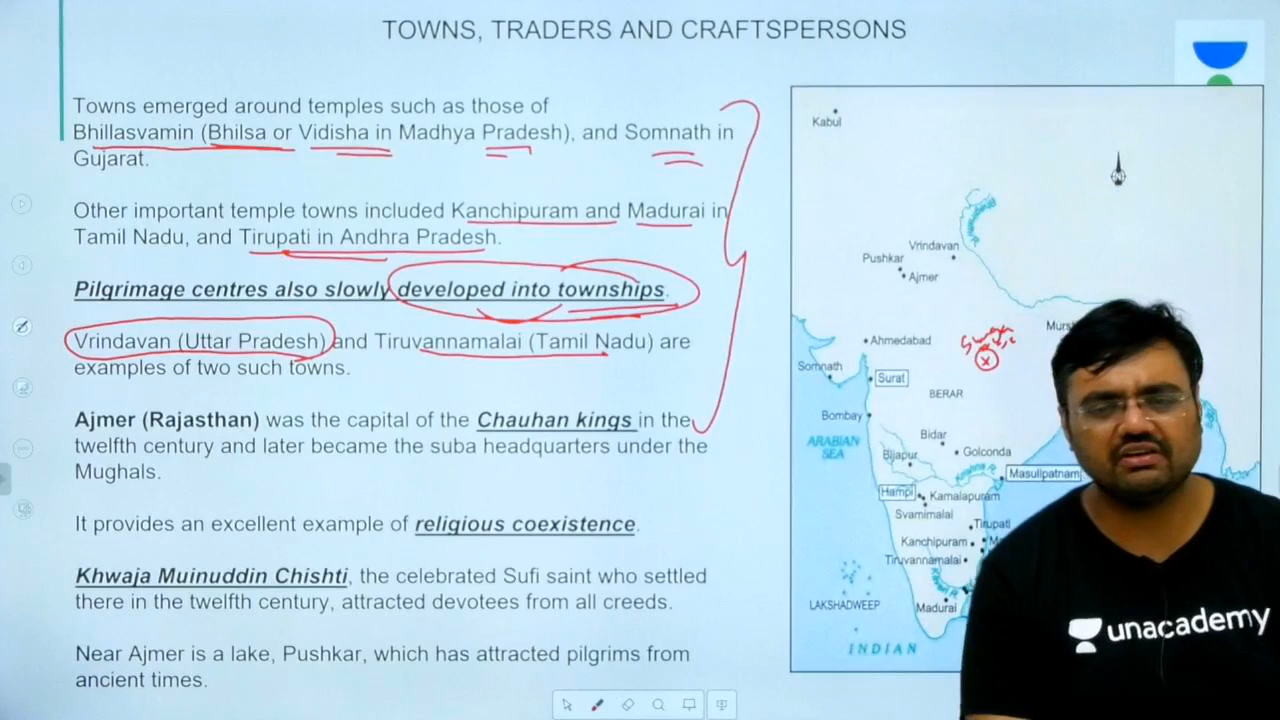 TOWNS, TRADERS AND CRAFTSPERSONS
Towns emerged around temples such as those of
Bhillasvamin (Bhilsa or Vidisha in Madhya Pradesh), and Somnath in
Gujarat.
Other important temple towns included Kanchipuram and Madurai in
Tamil Nadu, and Tirupati in Andhra Pradesh.
Pilgrimage centres also slowly developed into townships.
Vrindavan (Uttar Pradesh) and Tiruvannamalai (Tamil Nadu) are
examples of two such towns.
Ajmer (Rajasthan) was the capital of the Chauhan kings in the
twelfth century and later became the suba headquarters under the
Mughals.
It provides an excellent example of religious coexistence.
Khwaja Muinuddin Chishti, the celebrated Sufi saint who settled
there in the twelfth century, attracted devotees from all creeds.
Near Ajmer is a lake, Pushkar, which has attracted pilgrims from
ancient times.
Kabul
N
Vrindavan
Pushkar
Ajmer
Ahmedabad
Somnath
Surat
BERAR
Bombay
ARABIAN
SEA
Bidar
Golconda
Bijapur
Krishna R.
Masulipatnam
Hampi
Kamalapuram
Svamimalai
Tirupati
Kanchipuram
Tiruvannamalai
LAKSHADWEEP
Madurai
INDIAN
unacademy